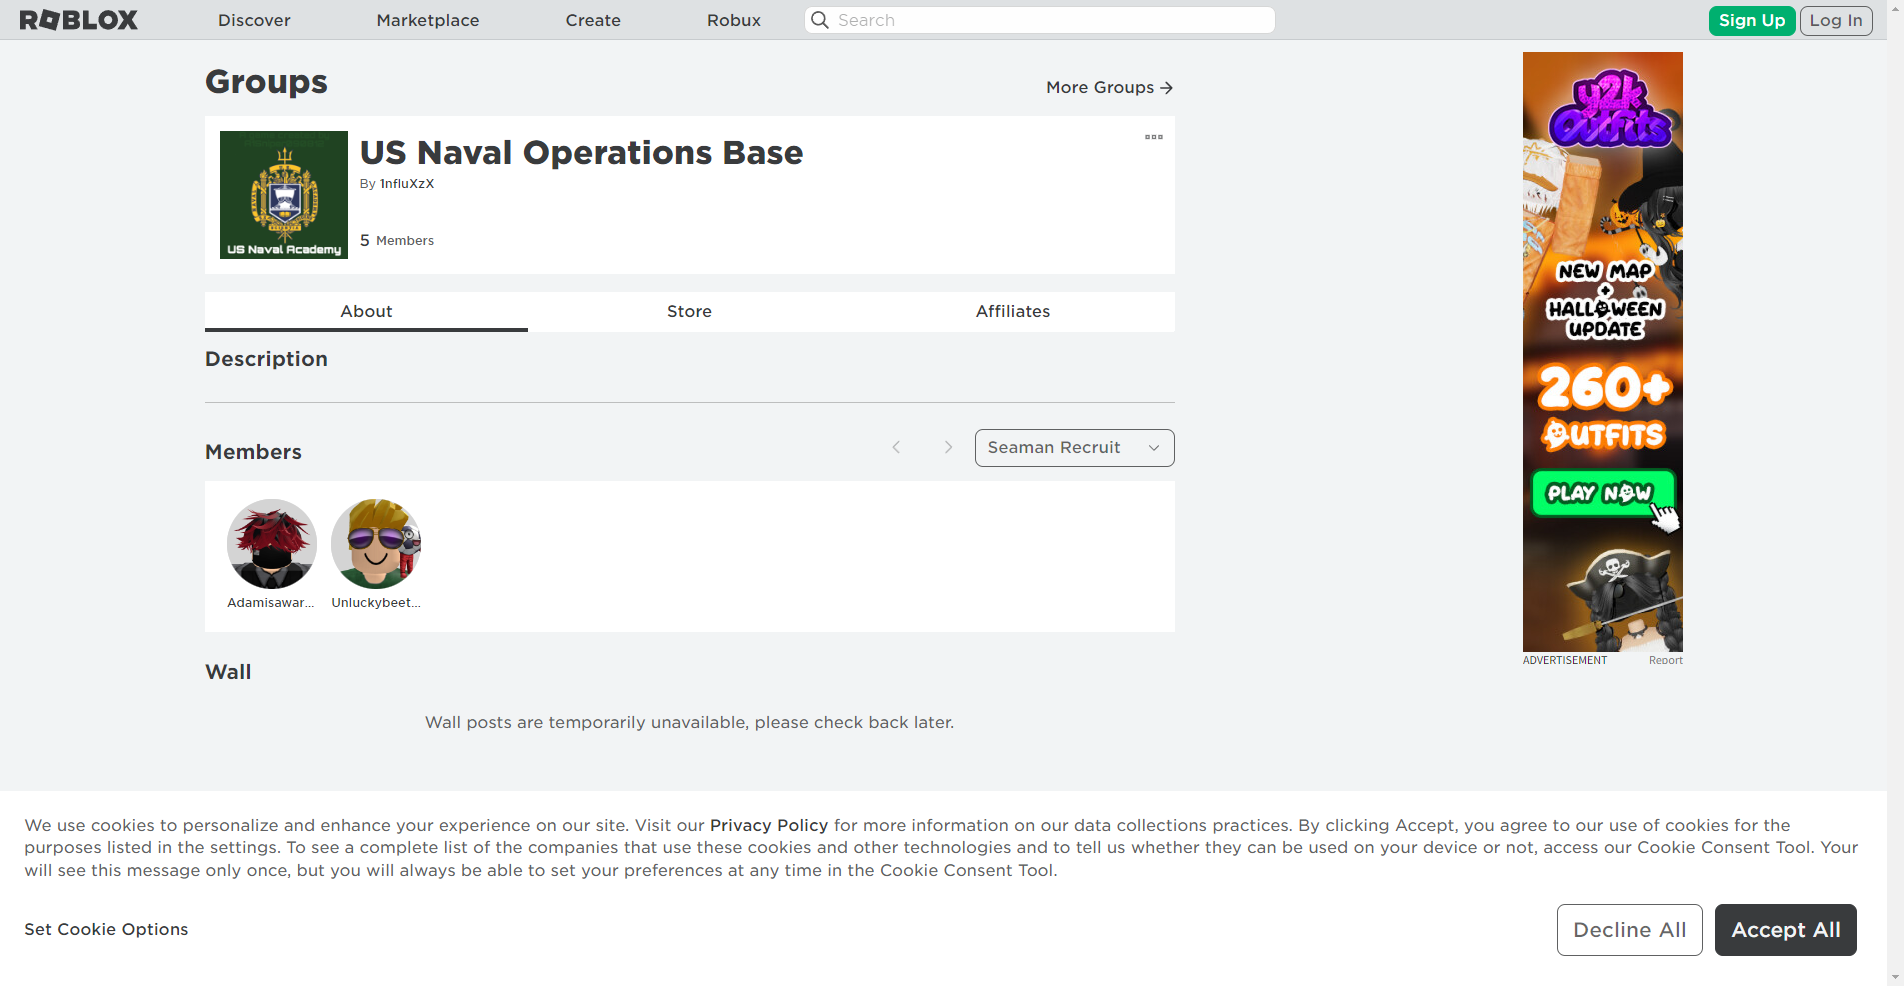 ROBLOX Discover Marketplace Create Robux Search Sign Up Log In
Groups
More Groups
US Naval Academy
US Naval Operations Base
By 1nfluXzX
5 Members
About Store Affiliates
Description
Members
Seaman Recruit
Adamisawar... Unluckybeet...
Wall
Wall posts are temporarily unavailable, please check back later.
y2k
Outfits
NEW MAP
+
HALLOWEEN
UPDATE
260+
OUTFITS
PLAY NOW
ADVERTISEMENT Report
We use cookies to personalize and enhance your experience on our site. Visit our Privacy Policy for more information on our data collections practices. By clicking Accept, you agree to our use of cookies for the
purposes listed in the settings. To see a complete list of the companies that use these cookies and other technologies and to tell us whether they can be used on your device or not, access our Cookie Consent Tool. Your
will see this message only once, but you will always be able to set your preferences at any time in the Cookie Consent Tool.
Set Cookie Options
Decline All
Accept All